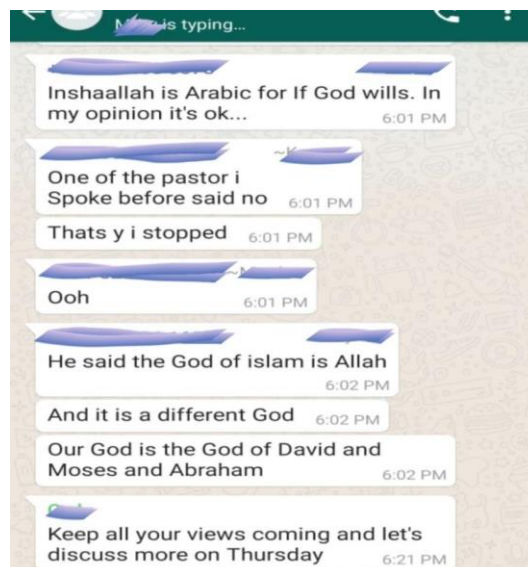 is typing...
Inshaallah is Arabic for If God wills. In
my opinion it's ok...
6:01 PM
One of the pastor i
Spoke before said no
6:01 PM
Thats y i stopped
6:01 PM
Ooh
6:01 PM
He said the God of islam is Allah
6:02 PM
And it is a different God
6:02 PM
Our God is the God of David and
Moses and Abraham
6:02 PM
Keep all your views coming and let's
discuss more on Thursday
6:21 PM